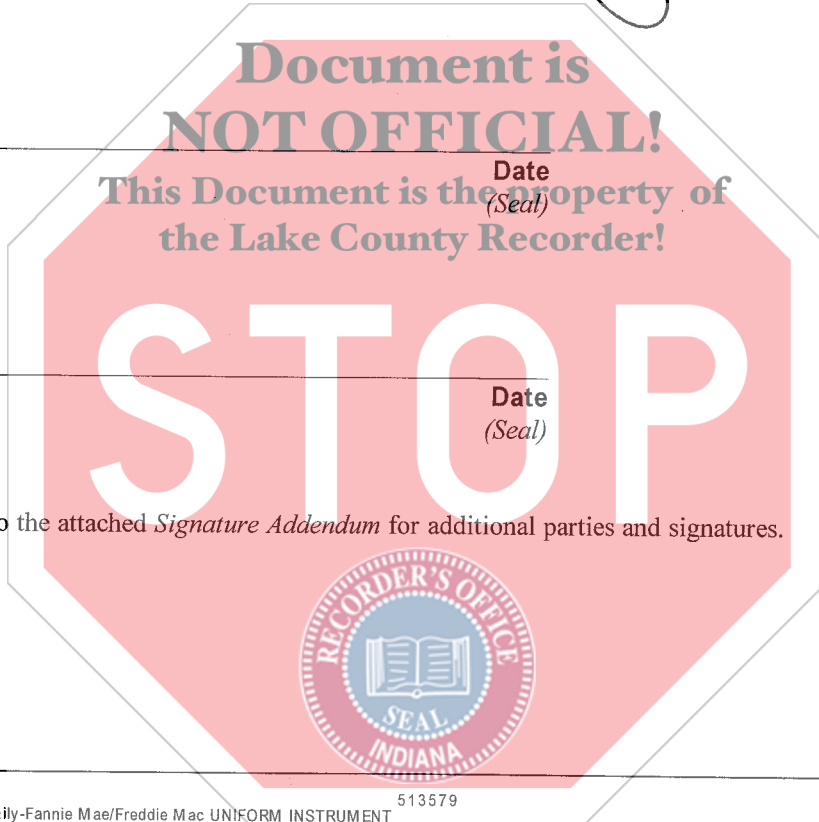 Document is
NOT OFFICIAL!
Date
This Document is the property of
(Seal)
the Lake County Recorder!
STOP
Date
(Seal)
the attached Signature Addendum for additional parties and signatures.
RECORDER'S OFFICE
SEAL
INDIANA
513579
ily-Fannie Mae/Freddie Mac UNIFORM INSTRUMENT